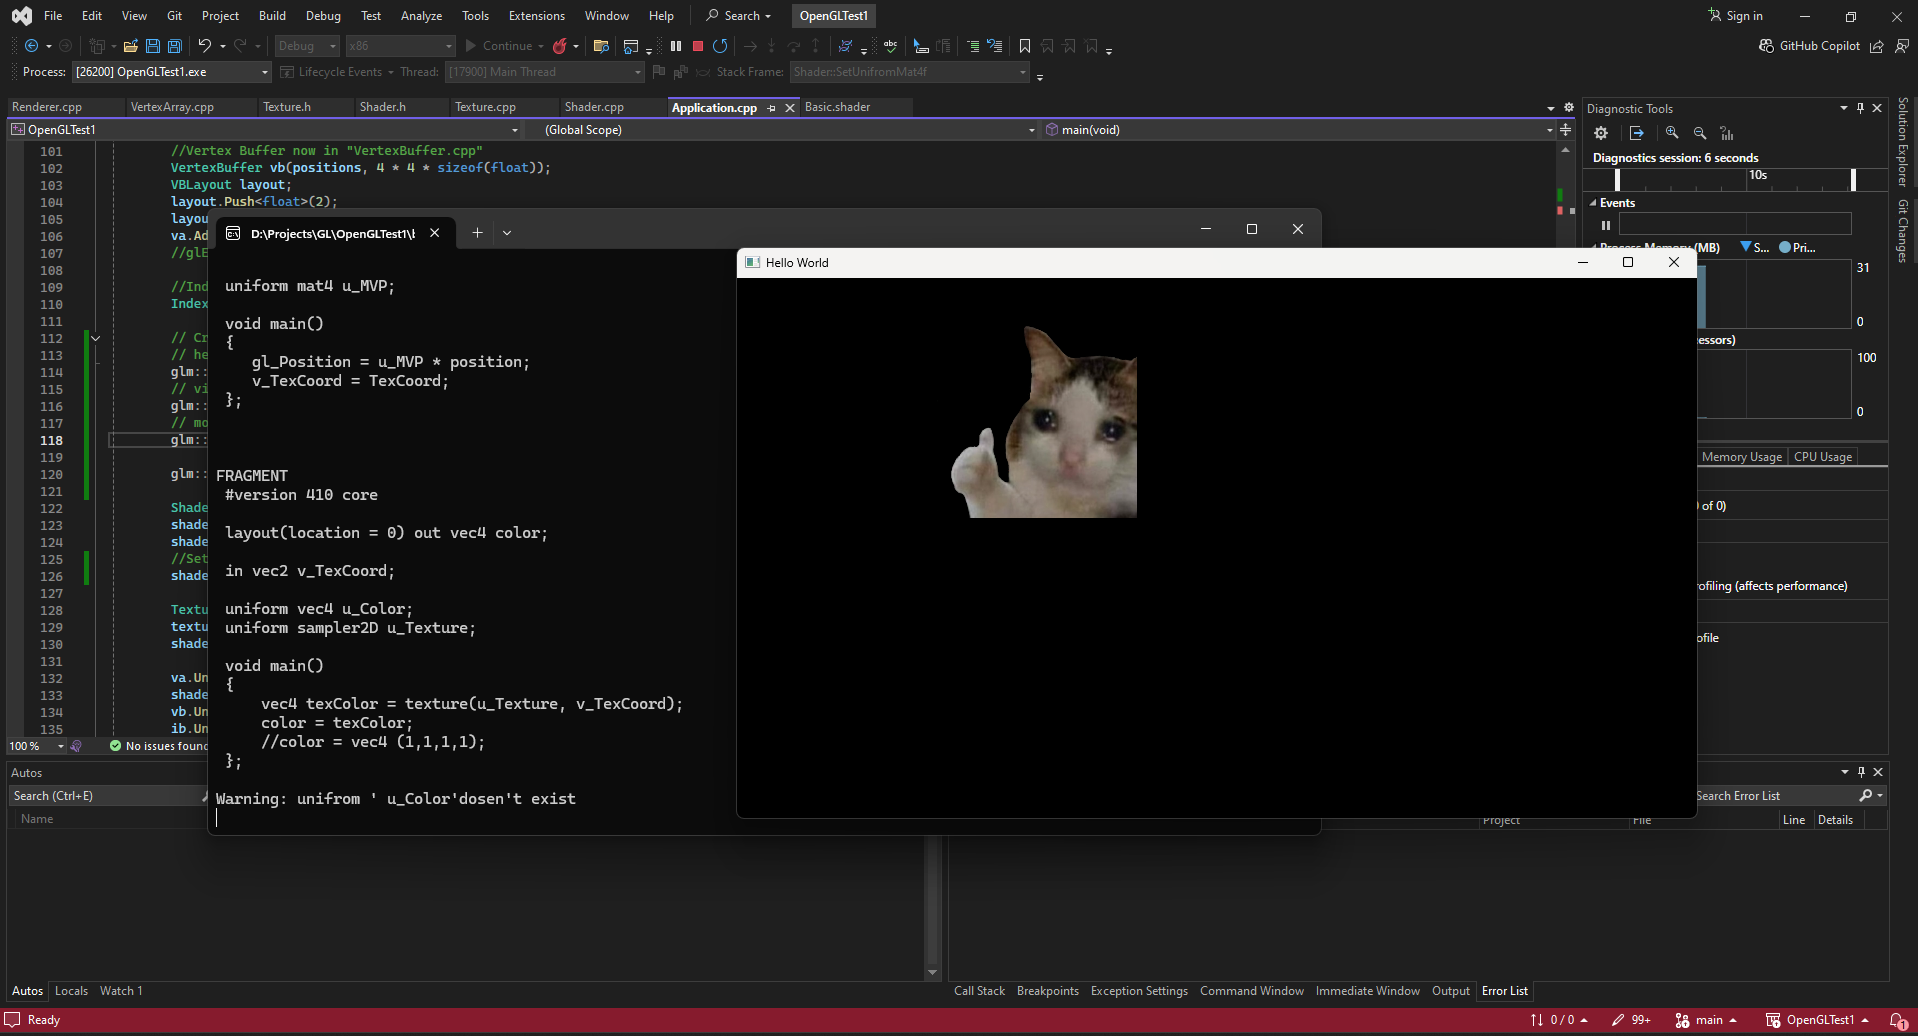 File Edit View Git Project Build Debug Test Analyze Tools Extensions Window Help Search OpenGLTest1 Sign in
Debug x86 Continue GitHub Copilot
Process: [26200] OpenGLTest1.exe Lifecycle Events Thread: [17900] Main Thread Stack Frame: Shader::SetUnifromMat4f
Renderer.cpp VertexArray.cpp Texture.h Shader.h Texture.cpp Shader.cpp Application.cpp Basic.shader
OpenGLTest1 (Global Scope) main(void)
101 //Vertex Buffer now in "VertexBuffer.cpp"
102 VertexBuffer vb(positions, 4 * 4 * sizeof(float));
103 VBLayout layout;
104 layout.Push<float>(2);
105 layou
106 va.Ad
107 //glE
108
109 //Ind
110 Index
111
112 // Cr
113 // he
114 glm::
115 // vi
116 glm::
117 // mo
118 glm::
119
120 glm::
121
122 Shade
123 shade
124 shade
125 //Set
126 shade
127
128 Textu
129 textu
130 shade
131
132 va.Un
133 shade
134 vb.Un
135 ib.Un
100 % No issues found
D:\Projects\GL\OpenGLTest1\b
uniform mat4 u_MVP;
void main()
{
gl_Position = u_MVP * position;
v_TexCoord = TexCoord;
};
FRAGMENT
#version 410 core
layout(location = 0) out vec4 color;
in vec2 v_TexCoord;
uniform vec4 u_Color;
uniform sampler2D u_Texture;
void main()
{
vec4 texColor = texture(u_Texture, v_TexCoord);
color = texColor;
//color = vec4 (1,1,1,1);
};
Warning: unifrom ' u_Color'dosen't exist
Hello World
Diagnostic Tools
Diagnostics session: 6 seconds
10s
Events
Process Memory (MB) S... Pri...
31
0
essors)
100
0
Memory Usage CPU Usage
of 0)
ofiling (affects performance)
ofile
Solution Explorer
Git Changes
Autos
Search (Ctrl+E)
Name
Search Error List
Project File Line Details
Autos Locals Watch 1
Call Stack Breakpoints Exception Settings Command Window Immediate Window Output Error List
Ready 0 / 0 99+ main OpenGLTest1 1